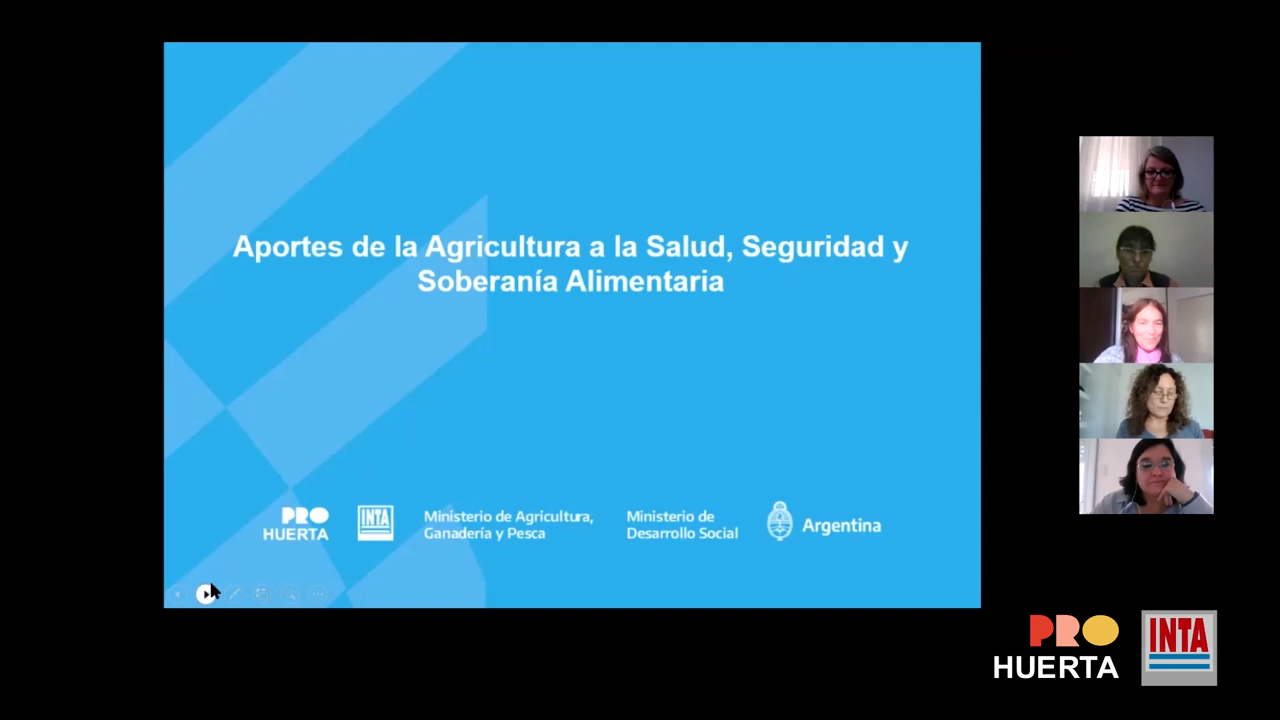 Aportes de la Agricultura a la Salud, Seguridad y
Soberanía Alimentaria
PRO
HUERTA
INTA
Ministerio de Agricultura,
Ganadería y Pesca
Ministerio de
Desarrollo Social
Argentina
PRO
HUERTA
INTA